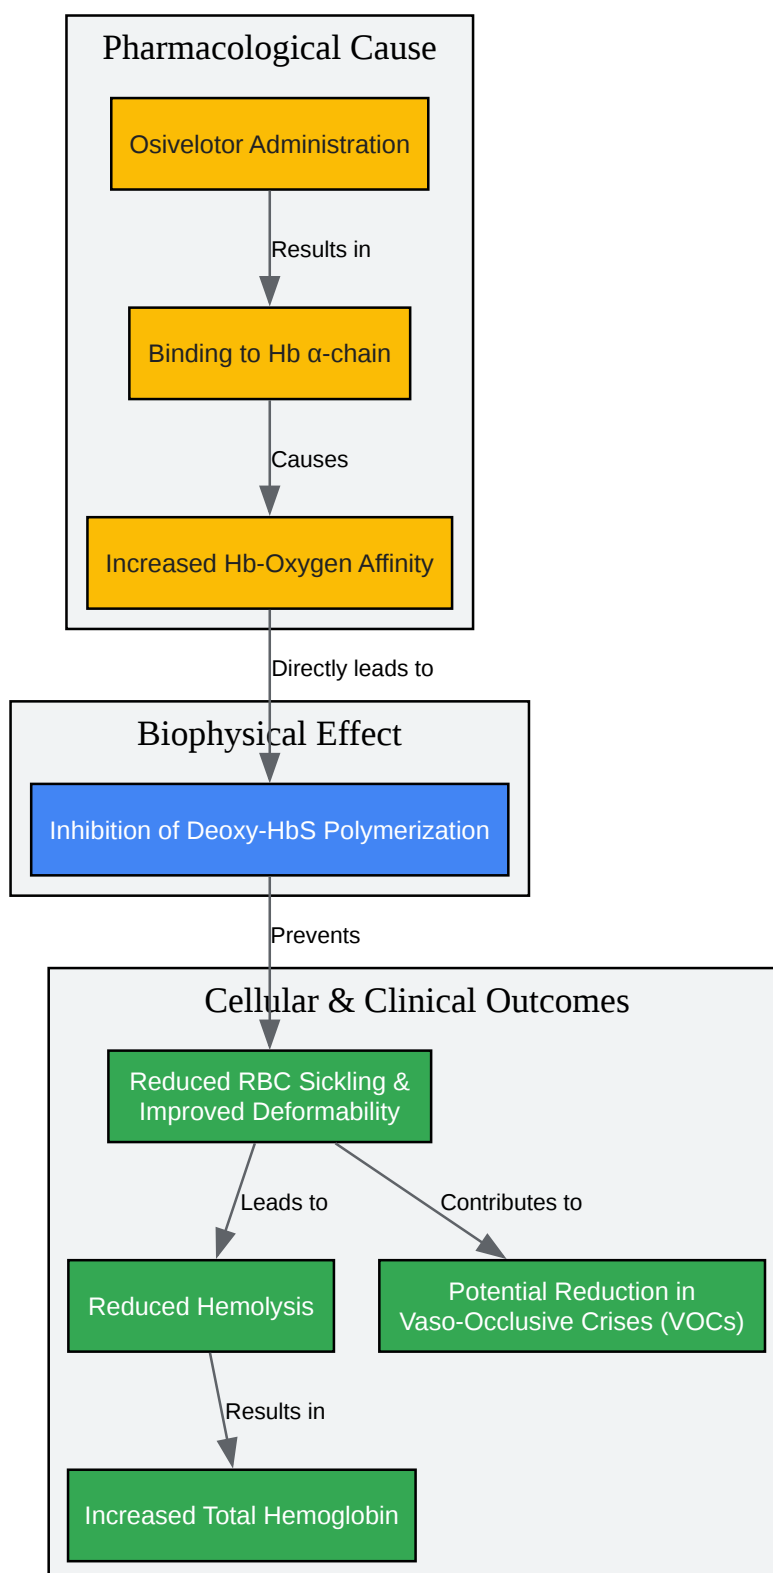 Pharmacological Cause
Osivelotor Administration
Results in
Binding to Hb α-chain
Causes
Increased Hb-Oxygen Affinity
Directly leads to
Biophysical Effect
Inhibition of Deoxy-HbS Polymerization
Prevents
Cellular & Clinical Outcomes
Reduced RBC Sickling &
Improved Deformability
Leads to
Contributes to
Reduced Hemolysis
Potential Reduction in
Vaso-Occlusive Crises (VOCs)
Results in
Increased Total Hemoglobin